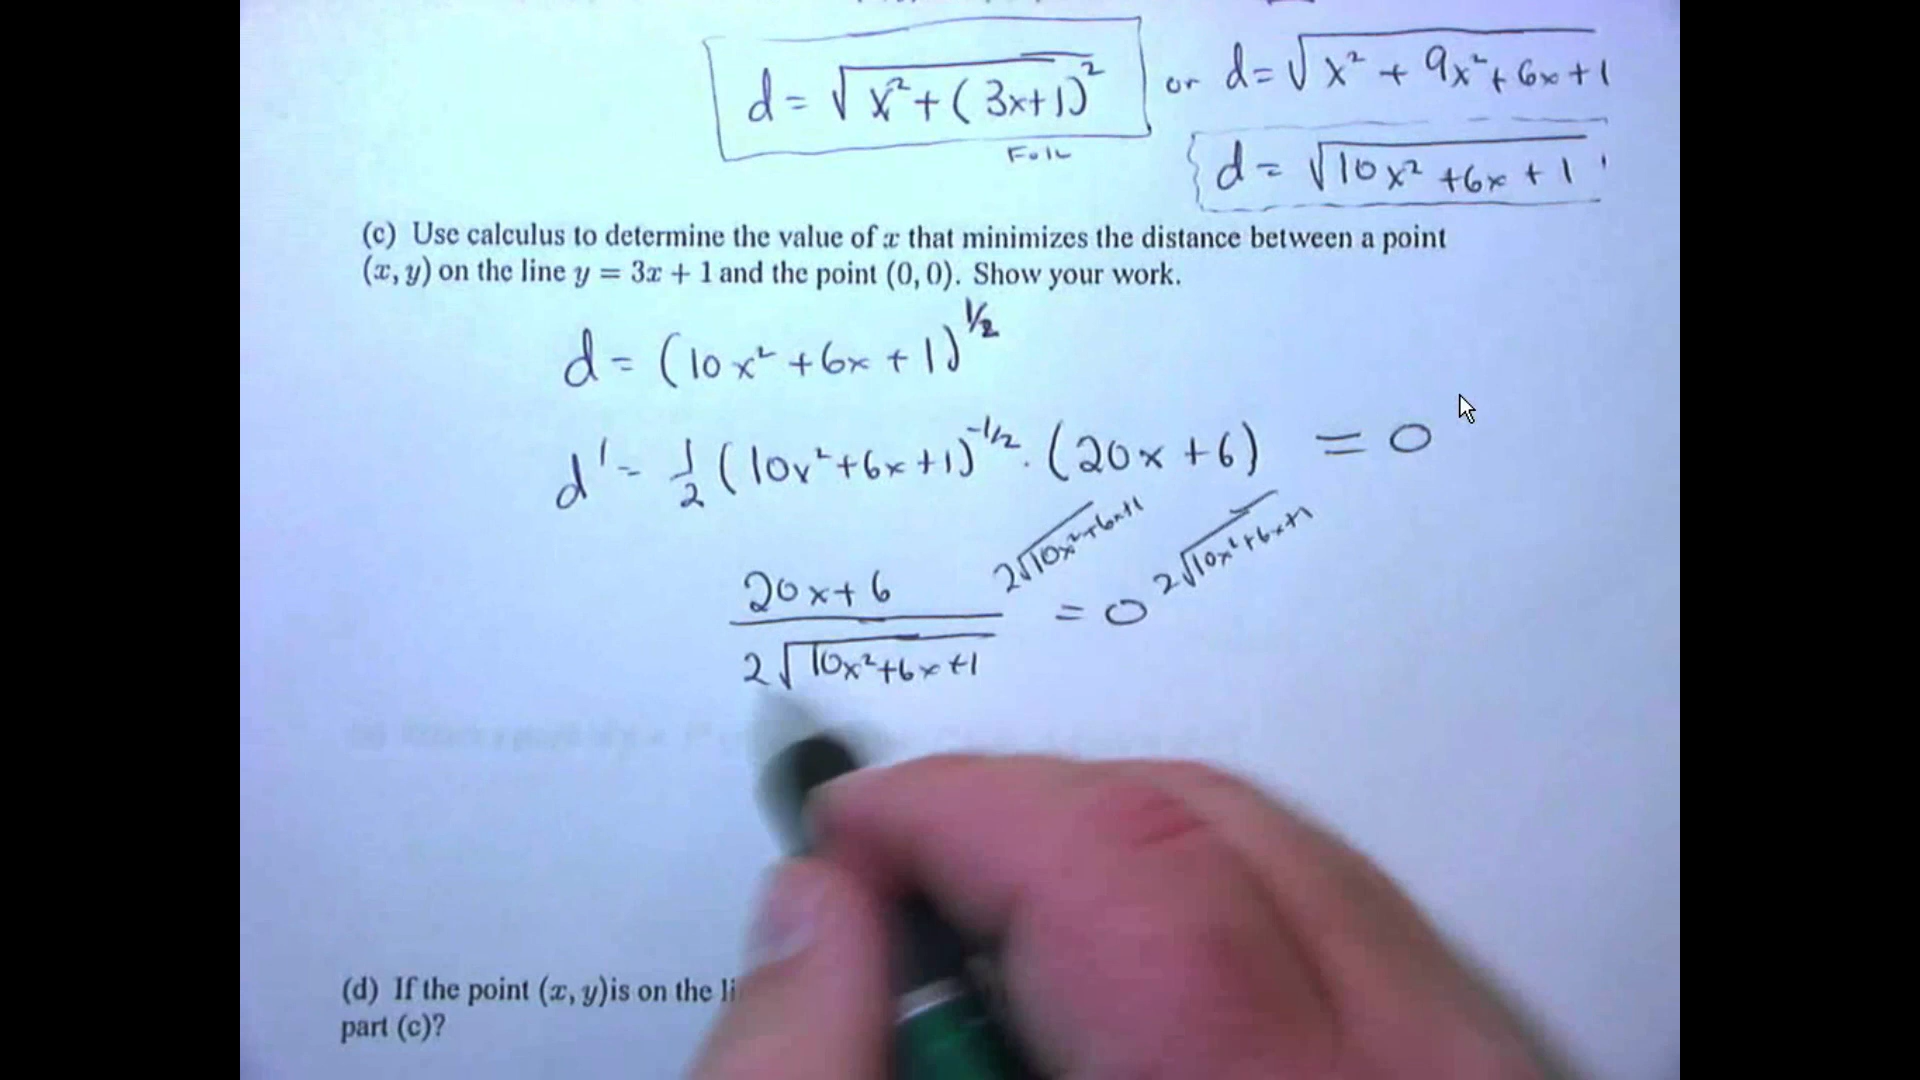 d = √x² + (3x+1)² or d = √x² + 9x² + 6x + 1
FOIL
d = √10x² + 6x + 1
(c) Use calculus to determine the value of x that minimizes the distance between a point
(x, y) on the line y = 3x + 1 and the point (0, 0). Show your work.
d = (10x² + 6x + 1)^1/2
d' = 1/2 (10x² + 6x + 1)^-1/2 · (20x + 6) = 0
2√10x²+6x+1 2√10x²+6x+1
20x + 6 = 0
2√10x²+6x+1
(d) If the point (x, y) is on the
part (c)?